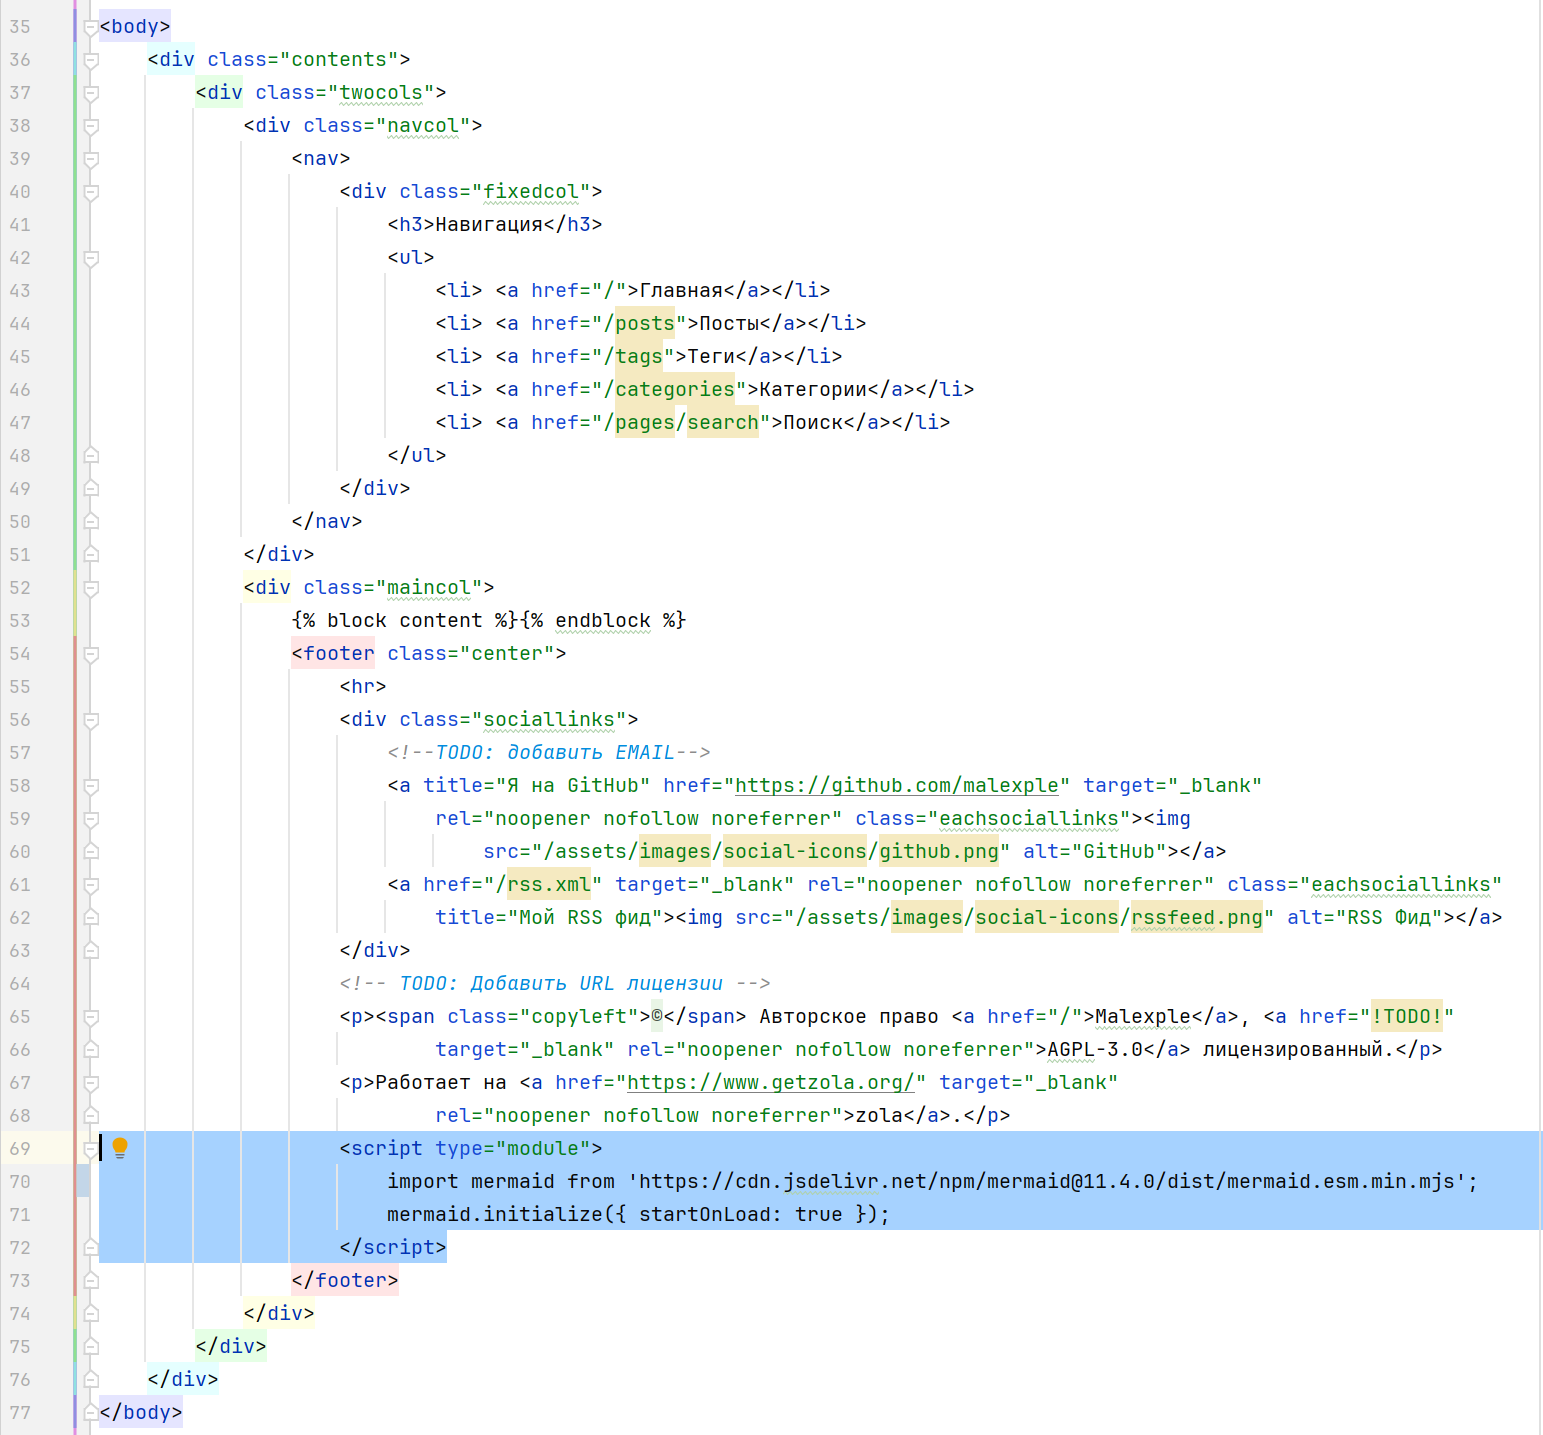 35 <body>
36     <div class="contents">
37         <div class="twocols">
38             <div class="navcol">
39                 <nav>
40                     <div class="fixedcol">
41                         <h3>Навигация</h3>
42                         <ul>
43                             <li> <a href="/">Главная</a></li>
44                             <li> <a href="/posts">Посты</a></li>
45                             <li> <a href="/tags">Теги</a></li>
46                             <li> <a href="/categories">Категории</a></li>
47                             <li> <a href="/pages/search">Поиск</a></li>
48                         </ul>
49                     </div>
50                 </nav>
51             </div>
52             <div class="maincol">
53                 {% block content %}{% endblock %}
54                 <footer class="center">
55                     <hr>
56                     <div class="sociallinks">
57                         <!--TODO: добавить EMAIL-->
58                         <a title="Я на GitHub" href="https://github.com/malexple" target="_blank"
59                             rel="noopener nofollow noreferrer" class="eachsociallinks"><img
60                                 src="/assets/images/social-icons/github.png" alt="GitHub"></a>
61                         <a href="/rss.xml" target="_blank" rel="noopener nofollow noreferrer" class="eachsociallinks"
62                             title="Мой RSS фид"><img src="/assets/images/social-icons/rssfeed.png" alt="RSS Фид"></a>
63                     </div>
64                     <!-- TODO: Добавить URL лицензии -->
65                     <p><span class="copyleft">©</span> Авторское право <a href="/">Malexple</a>, <a href="!TODO!"
66                             target="_blank" rel="noopener nofollow noreferrer">AGPL-3.0</a> лицензированный.</p>
67                     <p>Работает на <a href="https://www.getzola.org/" target="_blank"
68                             rel="noopener nofollow noreferrer">zola</a>.</p>
69                     <script type="module">
70                         import mermaid from 'https://cdn.jsdelivr.net/npm/mermaid@11.4.0/dist/mermaid.esm.min.mjs';
71                         mermaid.initialize({ startOnLoad: true });
72                     </script>
73                 </footer>
74             </div>
75         </div>
76     </div>
77 </body>